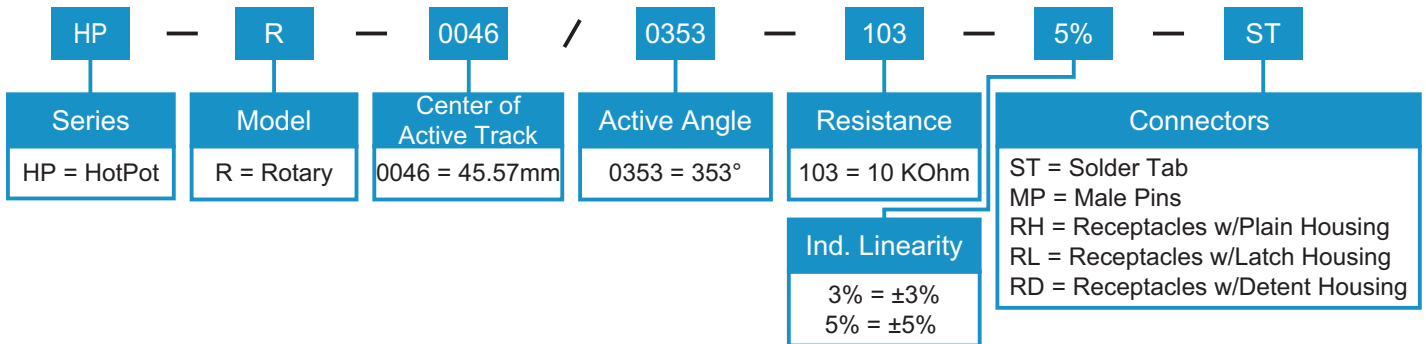 HP — R — 0046 / 0353 — 103 — 5% — ST
Series
HP = HotPot
Model
R = Rotary
Center of
Active Track
0046 = 45.57mm
Active Angle
0353 = 353°
Resistance
103 = 10 KOhm
Ind. Linearity
3% = ±3%
5% = ±5%
Connectors
ST = Solder Tab
MP = Male Pins
RH = Receptacles w/Plain Housing
RL = Receptacles w/Latch Housing
RD = Receptacles w/Detent Housing